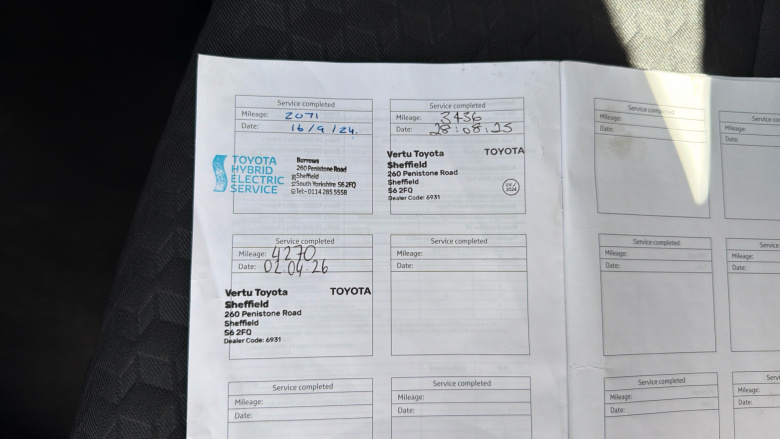 Service completed
Mileage: 2071
Date: 16/9/24.
TOYOTA
HYBRID
ELECTRIC
SERVICE
Burrows
260 Penistone Road
Sheffield
South Yorkshire S6 2FQ
Tel:- 0114 285 5558
Service completed
Mileage: 3436
Date: 28:08:25
Vertu Toyota TOYOTA
Sheffield
260 Penistone Road
Sheffield
S6 2FQ
Dealer Code: 6931
Service completed
Mileage: 4270
Date: 02.04.26
Vertu Toyota TOYOTA
Sheffield
260 Penistone Road
Sheffield
S6 2FQ
Dealer Code: 6931
Service completed
Mileage:
Date:
Service completed
Mileage:
Date:
Service completed
Mileage:
Date:
Service completed
Mileage:
Date:
Mileage:
Date:
Service completed
Mileage:
Date:
Service
Mileage:
Date:
Service completed
Mileage:
Date:
Mileage:
Date: